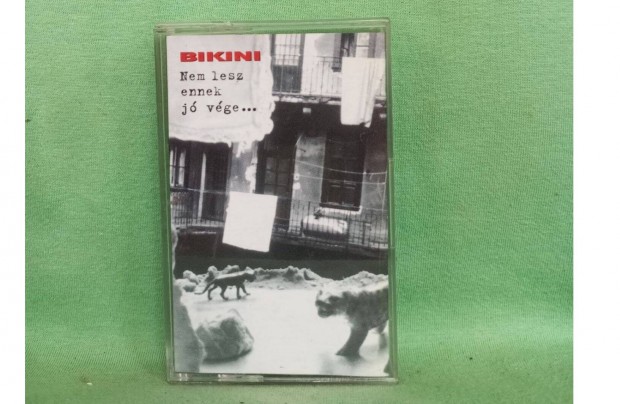 BIKINI
Nem lesz
ennek
jó vége...